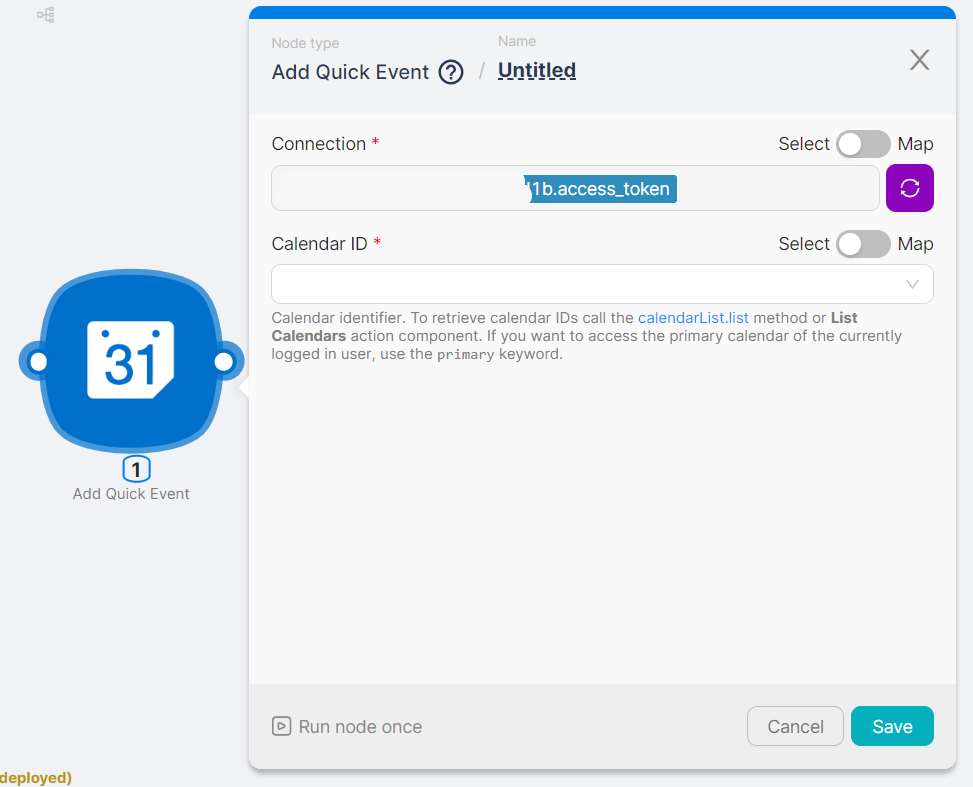 Node type
Name
Add Quick Event ? / Untitled
Connection *
Select
Map
1b.access_token
Calendar ID *
Select
Map
Calendar identifier. To retrieve calendar IDs call the calendarList.list method or List
Calendars action component. If you want to access the primary calendar of the currently
logged in user, use the primary keyword.
31
1
Add Quick Event
Run node once
Cancel
Save
deployed)